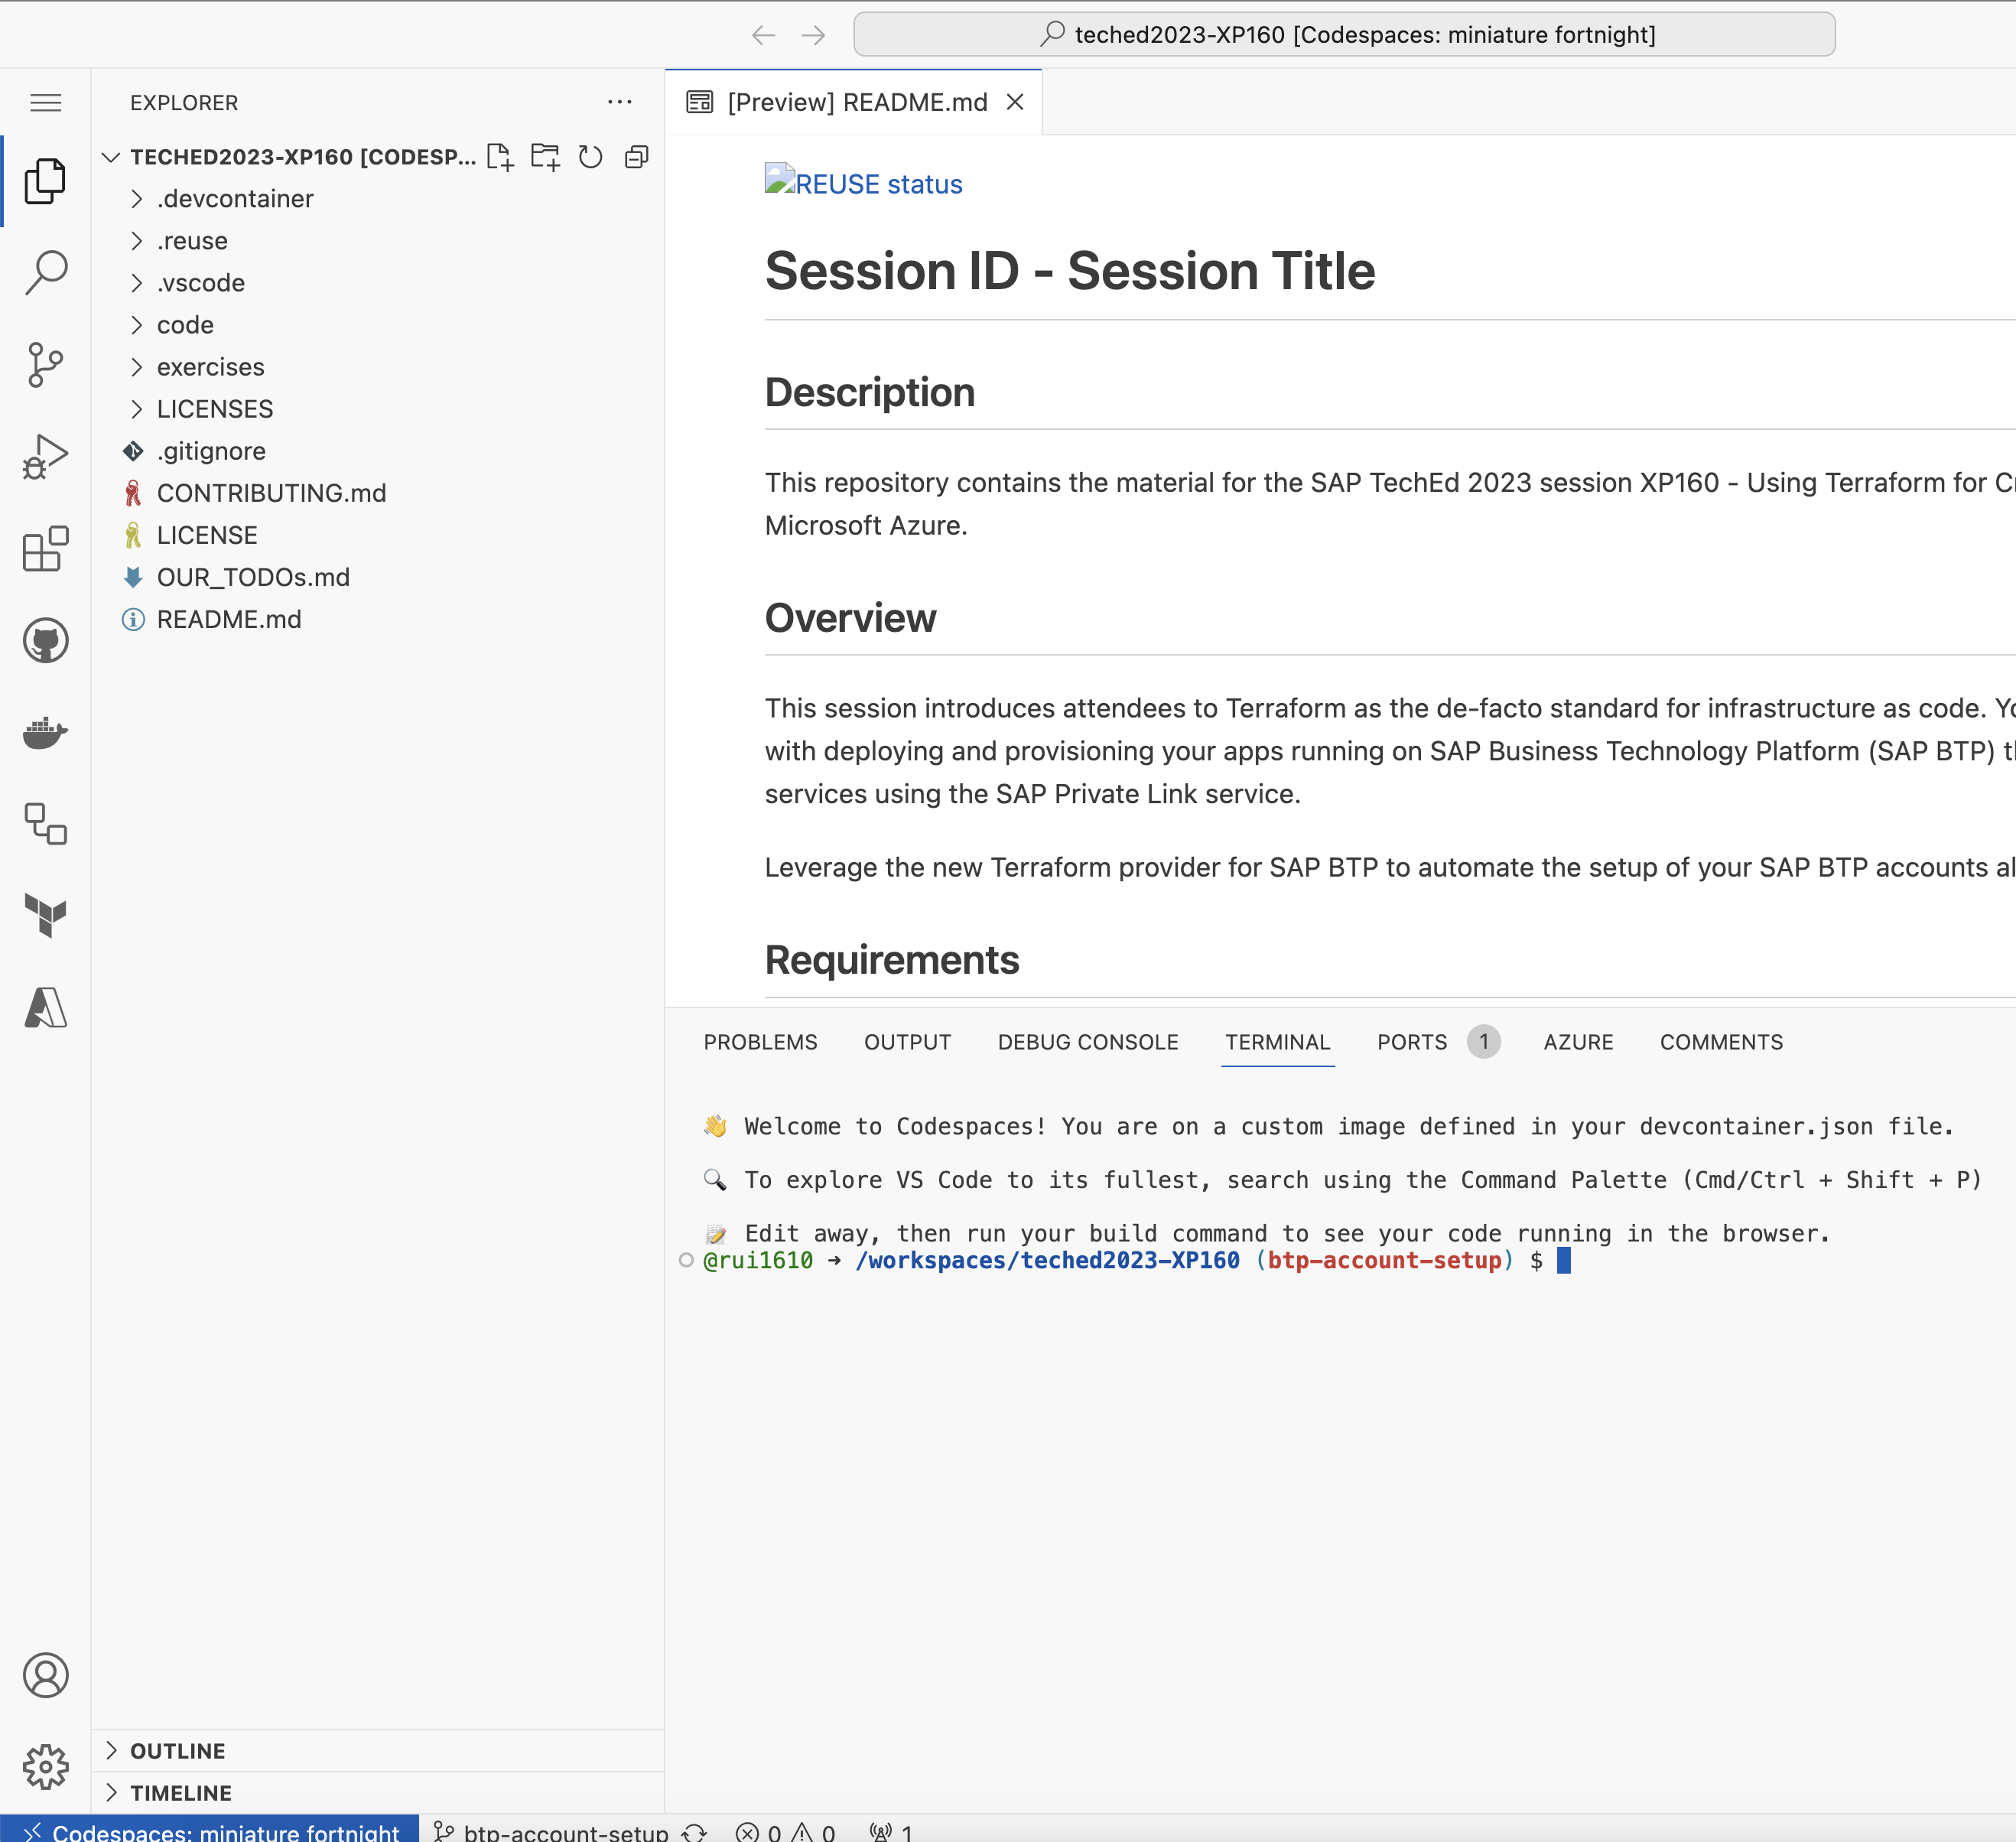 teched2023-XP160 [Codespaces: miniature fortnight]
EXPLORER
TECHED2023-XP160 [CODESP...
.devcontainer
.reuse
.vscode
code
exercises
LICENSES
.gitignore
CONTRIBUTING.md
LICENSE
OUR_TODOs.md
README.md
OUTLINE
TIMELINE
[Preview] README.md
REUSE status
Session ID - Session Title
Description
This repository contains the material for the SAP TechEd 2023 session XP160 - Using Terraform for
Microsoft Azure.
Overview
This session introduces attendees to Terraform as the de-facto standard for infrastructure as code.
with deploying and provisioning your apps running on SAP Business Technology Platform (SAP BTP)
services using the SAP Private Link service.
Leverage the new Terraform provider for SAP BTP to automate the setup of your SAP BTP accounts
Requirements
PROBLEMS OUTPUT DEBUG CONSOLE TERMINAL PORTS 1 AZURE COMMENTS
👋 Welcome to Codespaces! You are on a custom image defined in your devcontainer.json file.
🔍 To explore VS Code to its fullest, search using the Command Palette (Cmd/Ctrl + Shift + P)
📝 Edit away, then run your build command to see your code running in the browser.
@rui1610 → /workspaces/teched2023-XP160 (btp-account-setup) $
Codespaces: miniature fortnight btp-account-setup 0 0 1